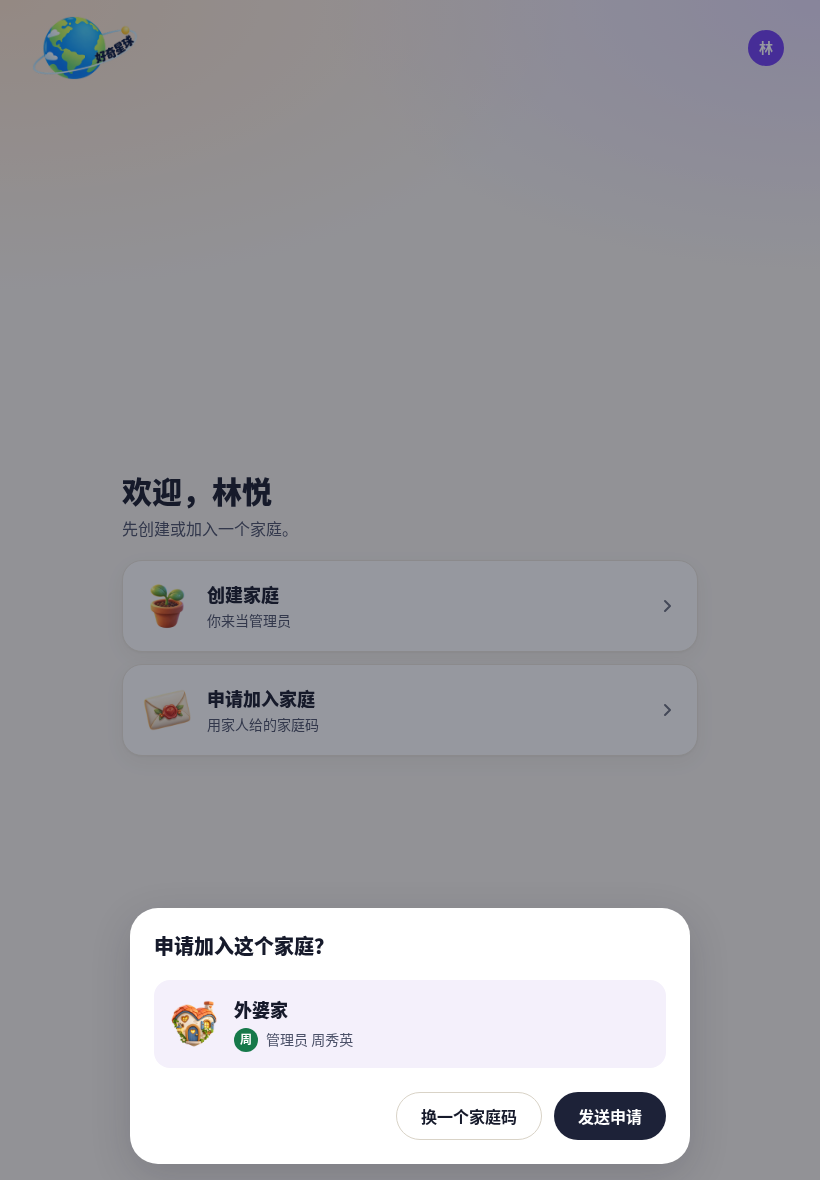 好奇星球
林
欢迎，林悦
先创建或加入一个家庭。
创建家庭
你来当管理员
申请加入家庭
用家人给的家庭码
申请加入这个家庭?
外婆家
周 管理员 周秀英
换一个家庭码
发送申请